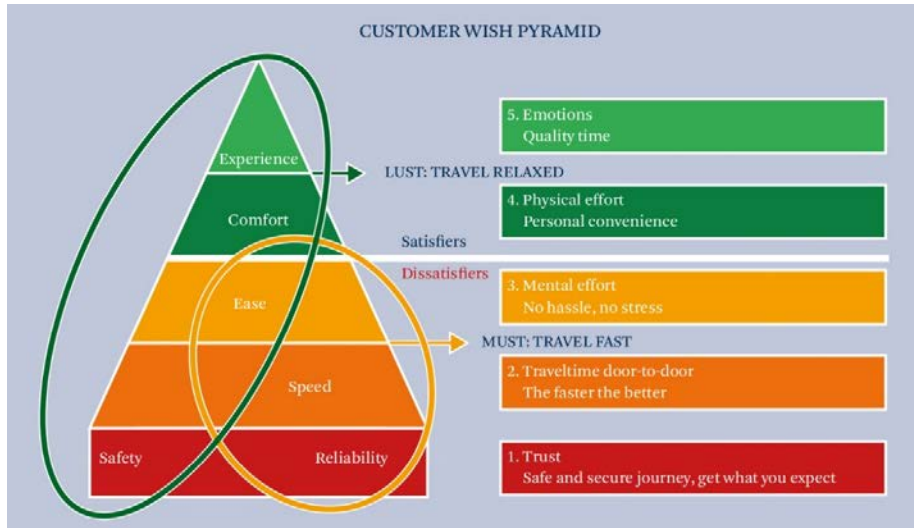 CUSTOMER WISH PYRAMID
Experience
Comfort
Ease
Speed
Safety
Reliability
LUST: TRAVEL RELAXED
Satisfiers
Dissatisfiers
MUST: TRAVEL FAST
5. Emotions
Quality time
4. Physical effort
Personal convenience
3. Mental effort
No hassle, no stress
2. Traveltime door-to-door
The faster the better
1. Trust
Safe and secure journey, get what you expect